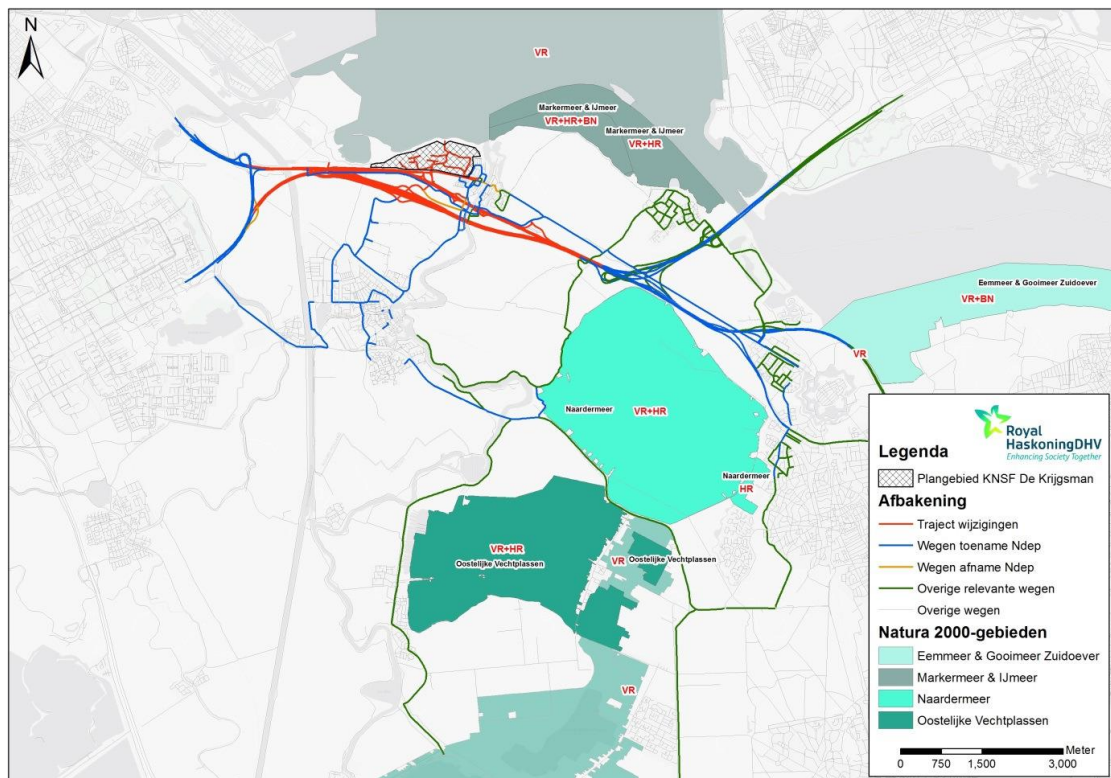 N
VR
Markermeer & IJmeer
VR+HR+BN
Markermeer & IJmeer
VR+HR
Eemmeer & Gooimeer Zuidoever
VR+BN
VR
Naardermeer
VR+HR
Naardermeer
HR
VR+HR
Oostelijke Vechtplassen
VR
Oostelijke Vechtplassen
VR
Royal
HaskoningDHV
Enhancing Society Together
Legenda
Plangebied KNSF De Krijgsman
Afbakening
Traject wijzigingen
Wegen toename Ndep
Wegen afname Ndep
Overige relevante wegen
Overige wegen
Natura 2000-gebieden
Eemmeer & Gooimeer Zuidoever
Markermeer & IJmeer
Naardermeer
Oostelijke Vechtplassen
Meter
0 750 1,500 3,000